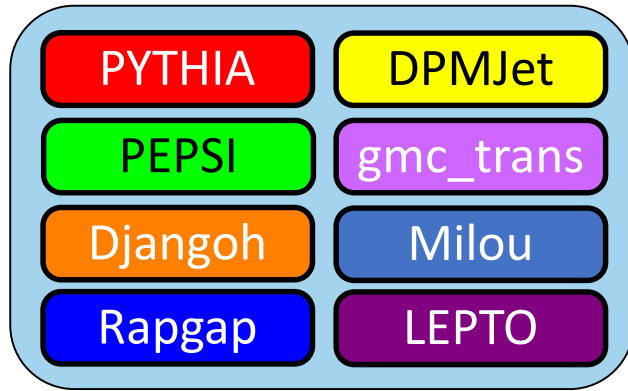 PYTHIA
DPMJet
PEPSI
gmc_trans
Djangoh
Milou
Rapgap
LEPTO